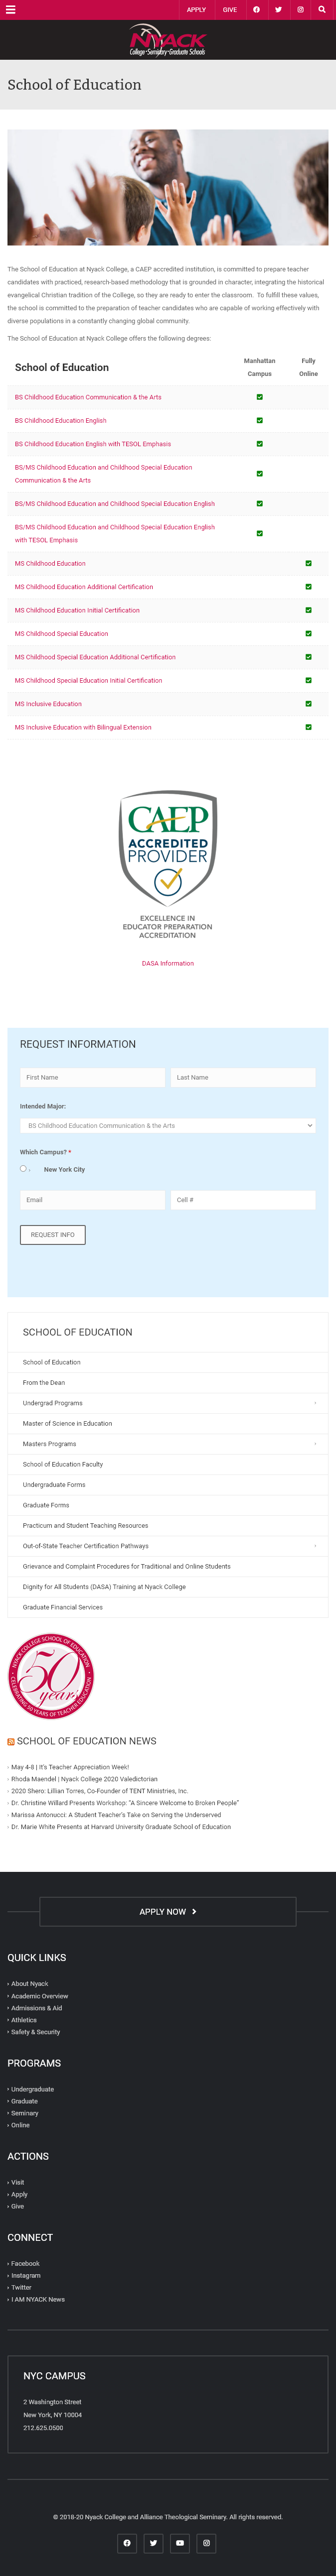 APPLY GIVE
NYACK
College · Seminary · Graduate Schools
School of Education
The School of Education at Nyack College, a CAEP accredited institution, is committed to prepare teacher
candidates with practiced, research-based methodology that is grounded in character, integrating the historical
evangelical Christian tradition of the College, so they are ready to enter the classroom. To fulfill these values,
the school is committed to the preparation of teacher candidates who are capable of working effectively with
diverse populations in a constantly changing global community.
The School of Education at Nyack College offers the following degrees:
School of Education Manhattan Campus Fully Online
BS Childhood Education Communication & the Arts
BS Childhood Education English
BS Childhood Education English with TESOL Emphasis
BS/MS Childhood Education and Childhood Special Education
Communication & the Arts
BS/MS Childhood Education and Childhood Special Education English
BS/MS Childhood Education and Childhood Special Education English
with TESOL Emphasis
MS Childhood Education
MS Childhood Education Additional Certification
MS Childhood Education Initial Certification
MS Childhood Special Education
MS Childhood Special Education Additional Certification
MS Childhood Special Education Initial Certification
MS Inclusive Education
MS Inclusive Education with Bilingual Extension
CAEP
ACCREDITED
PROVIDER
EXCELLENCE IN
EDUCATOR PREPARATION
ACCREDITATION
DASA Information
REQUEST INFORMATION
First Name Last Name
Intended Major:
BS Childhood Education Communication & the Arts
Which Campus? *
New York City
Email Cell #
REQUEST INFO
SCHOOL OF EDUCATION
School of Education
From the Dean
Undergrad Programs
Master of Science in Education
Masters Programs
School of Education Faculty
Undergraduate Forms
Graduate Forms
Practicum and Student Teaching Resources
Out-of-State Teacher Certification Pathways
Grievance and Complaint Procedures for Traditional and Online Students
Dignity for All Students (DASA) Training at Nyack College
Graduate Financial Services
NYACK COLLEGE SCHOOL OF EDUCATION
50 years
CELEBRATING
SCHOOL OF EDUCATION NEWS
May 4-8 | It's Teacher Appreciation Week!
Rhoda Maendel | Nyack College 2020 Valedictorian
2020 Shero: Lillian Torres, Co-Founder of TENT Ministries, Inc.
Dr. Christine Willard Presents Workshop: "A Sincere Welcome to Broken People"
Marissa Antonucci: A Student Teacher's Take on Serving the Underserved
Dr. Marie White Presents at Harvard University Graduate School of Education
APPLY NOW
QUICK LINKS
About Nyack
Academic Overview
Admissions & Aid
Athletics
Safety & Security
PROGRAMS
Undergraduate
Graduate
Seminary
Online
ACTIONS
Visit
Apply
Give
CONNECT
Facebook
Instagram
Twitter
I AM NYACK News
NYC CAMPUS
2 Washington Street
New York, NY 10004
212.625.0500
© 2018-20 Nyack College and Alliance Theological Seminary. All rights reserved.